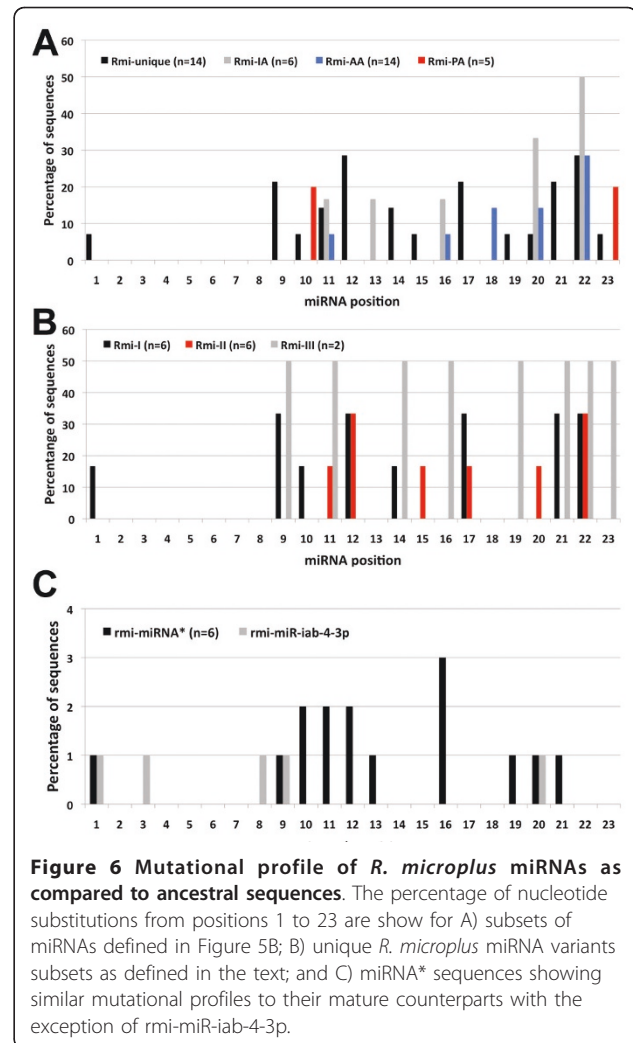 A
60
50
40
30
20
10
0
Percentage of sequences
Rmi-unique (n=14) Rmi-IA (n=6) Rmi-AA (n=14) Rmi-PA (n=5)
1 2 3 4 5 6 7 8 9 10 11 12 13 14 15 16 17 18 19 20 21 22 23
miRNA position
B
60
50
40
30
20
10
0
Percentange of sequences
Rmi-I (n=6) Rmi-II (n=6) Rmi-III (n=2)
1 2 3 4 5 6 7 8 9 10 11 12 13 14 15 16 17 18 19 20 21 22 23
miRNA position
C
4
3
2
1
0
Percentage of sequences
rmi-miRNA* (n=6) rmi-miR-iab-4-3p
1 2 3 4 5 6 7 8 9 10 11 12 13 14 15 16 17 18 19 20 21 22 23
Figure 6 Mutational profile of R. microplus miRNAs as
compared to ancestral sequences. The percentage of nucleotide
substitutions from positions 1 to 23 are show for A) subsets of
miRNAs defined in Figure 5B; B) unique R. microplus miRNA variants
subsets as defined in the text; and C) miRNA* sequences showing
similar mutational profiles to their mature counterparts with the
exception of rmi-miR-iab-4-3p.